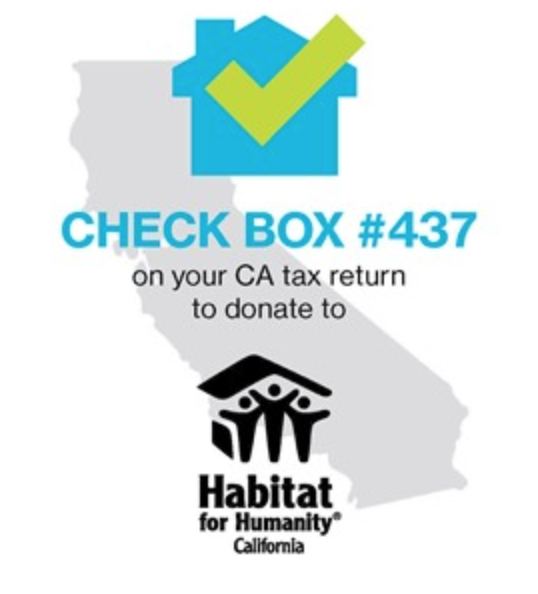 CHECK BOX #437
on your CA tax return
to donate to
Habitat
for Humanity®
California